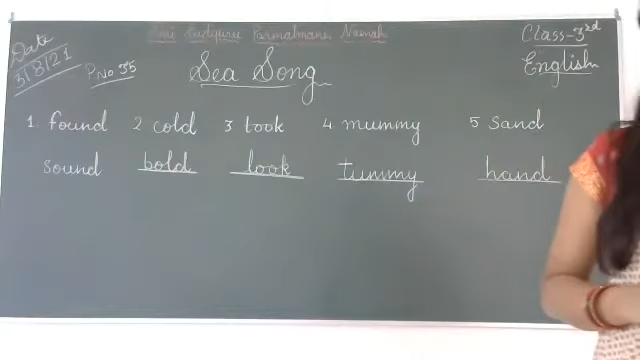 Shri Sadguru Parmatmane Namah
Class-3rd
Date
3/8/21
P.No 35
Sea Song
English
1. found 2 cold 3 took 4 mummy 5 sand
sound bold look tummy hand